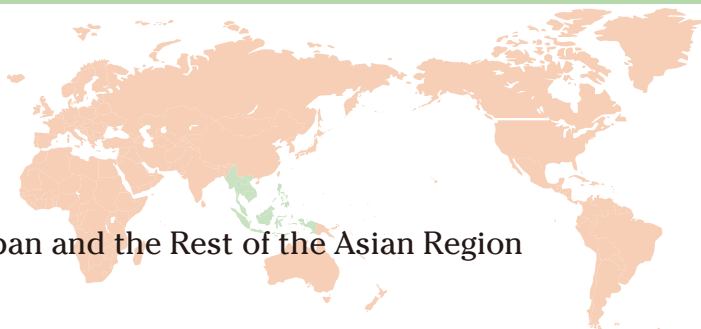 pan and the Rest of the Asian Region